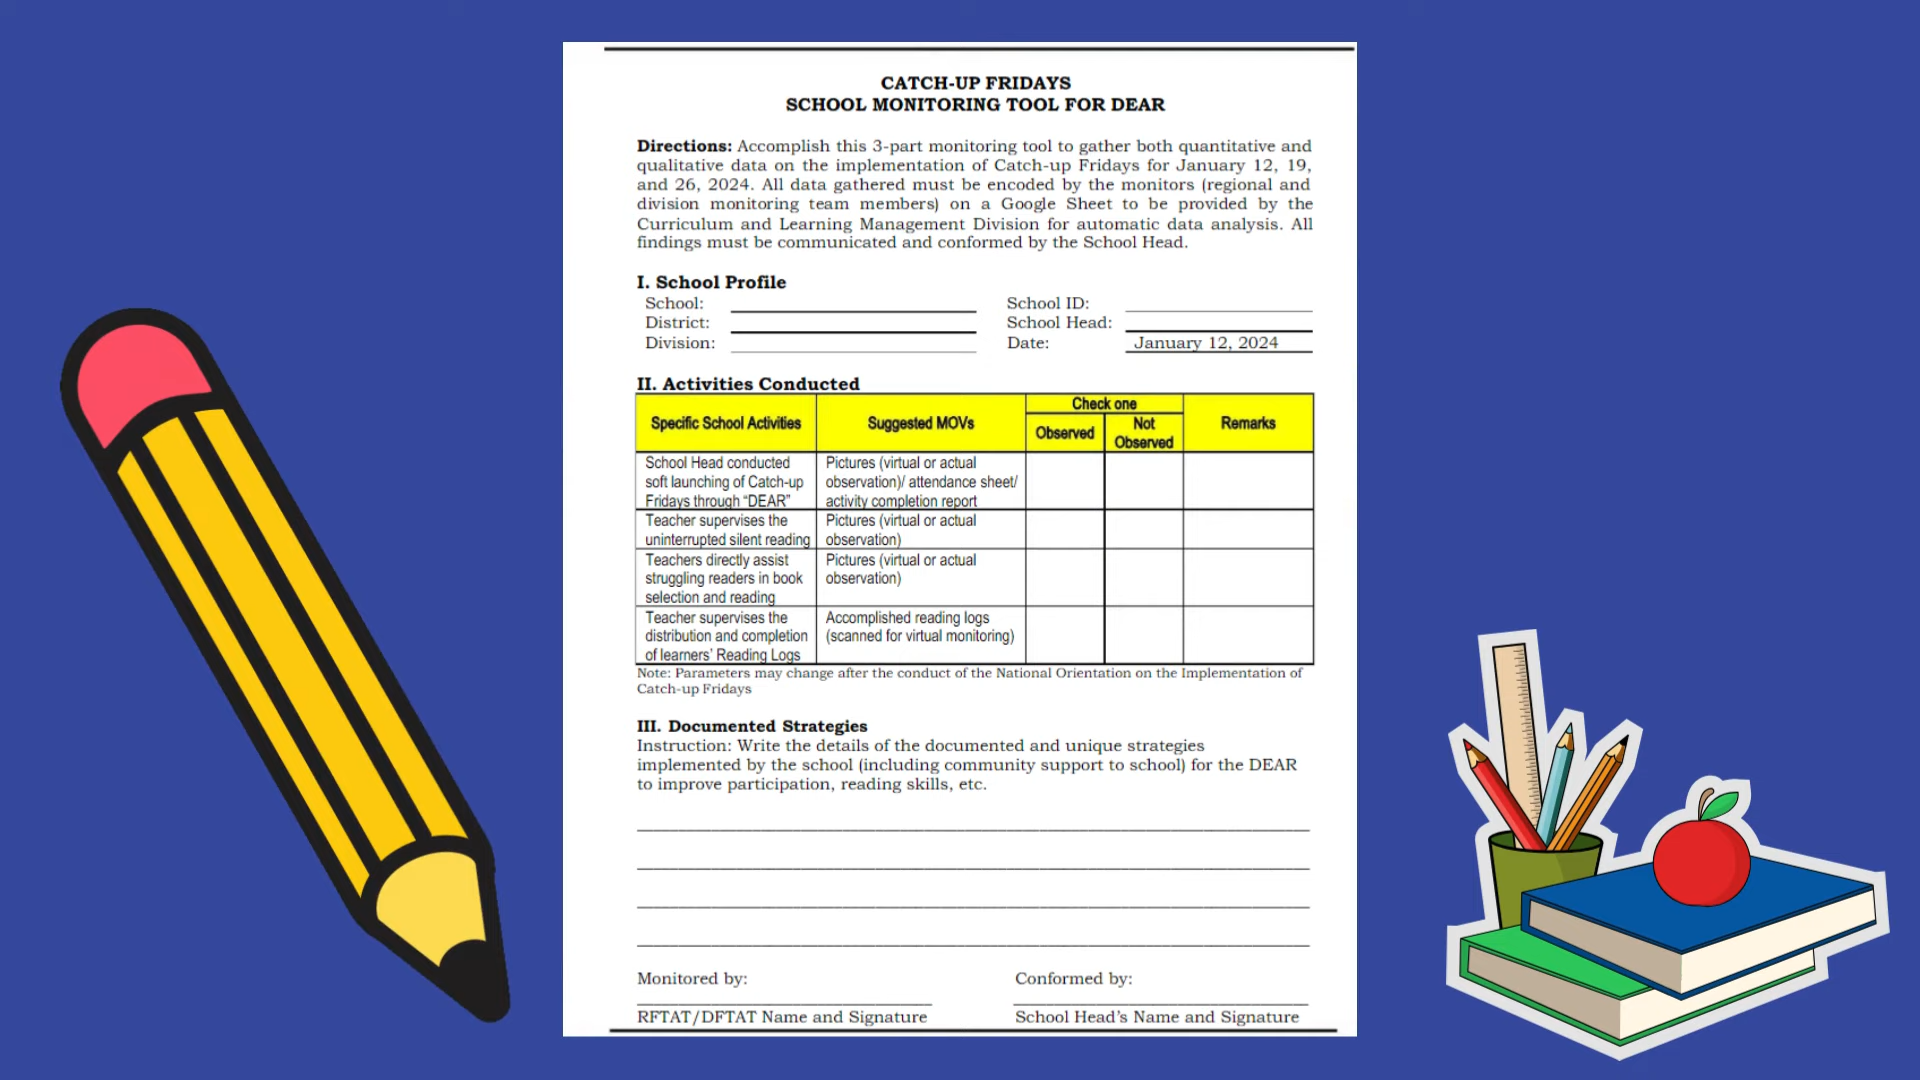 CATCH-UP FRIDAYS
SCHOOL MONITORING TOOL FOR DEAR
Directions: Accomplish this 3-part monitoring tool to gather both quantitative and
qualitative data on the implementation of Catch-up Fridays for January 12, 19,
and 26, 2024. All data gathered must be encoded by the monitors (regional and
division monitoring team members) on a Google Sheet to be provided by the
Curriculum and Learning Management Division for automatic data analysis. All
findings must be communicated and conformed by the School Head.
I. School Profile
School: School ID:
District: School Head:
Division: Date: January 12, 2024
II. Activities Conducted
Specific School Activities Suggested MOVs Check one Remarks
Observed Not Observed
School Head conducted
soft launching of Catch-up
Fridays through “DEAR”
Pictures (virtual or actual
observation)/ attendance sheet/
activity completion report
Teacher supervises the
uninterrupted silent reading
Pictures (virtual or actual
observation)
Teachers directly assist
struggling readers in book
selection and reading
Pictures (virtual or actual
observation)
Teacher supervises the
distribution and completion
of learners’ Reading Logs
Accomplished reading logs
(scanned for virtual monitoring)
Note: Parameters may change after the conduct of the National Orientation on the Implementation of
Catch-up Fridays
III. Documented Strategies
Instruction: Write the details of the documented and unique strategies
implemented by the school (including community support to school) for the DEAR
to improve participation, reading skills, etc.
Monitored by: Conformed by:
RFTAT/DFTAT Name and Signature School Head’s Name and Signature